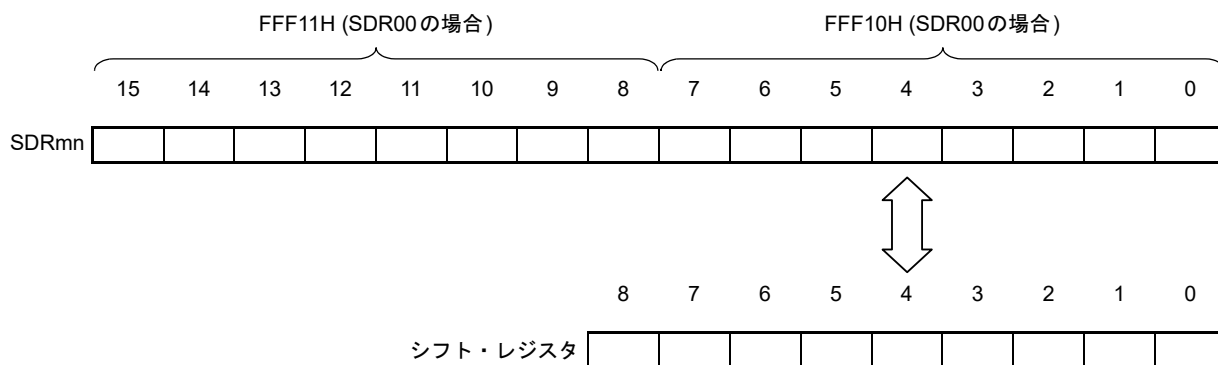 FFF11H (SDR00の場合) FFF10H (SDR00の場合)
15 14 13 12 11 10 9 8 7 6 5 4 3 2 1 0
SDRmn
8 7 6 5 4 3 2 1 0
シフト・レジスタ